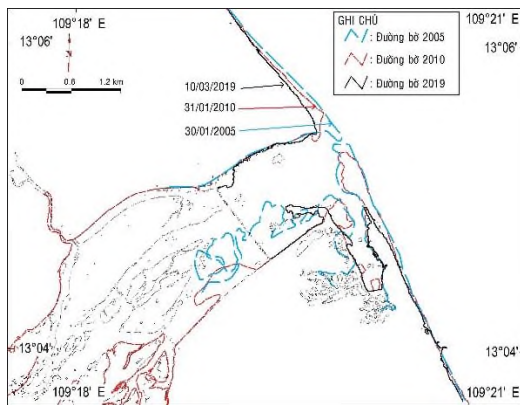 109°18' E
109°21' E
13°06'
13°06'
N
0 0.6 1.2 km
GHI CHÚ
: Đường bờ 2005
: Đường bờ 2010
: Đường bờ 2019
10/03/2019
31/01/2010
30/01/2005
13°04'
13°04'
109°18' E
109°21' E